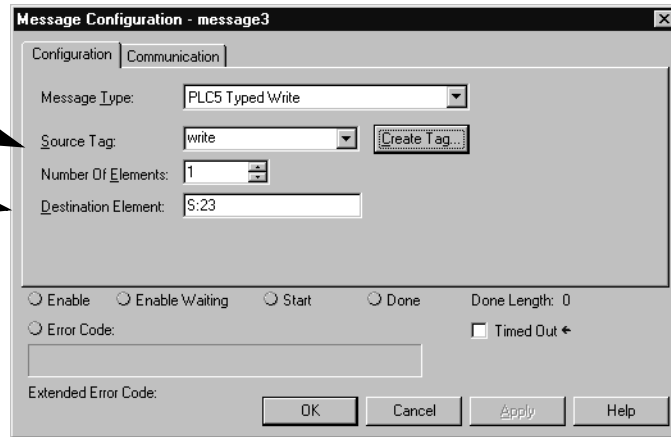 Message Configuration - message3
Configuration Communication
Message Type: PLC5 Typed Write
Source Tag: write Create Tag...
Number Of Elements: 1
Destination Element: S:23
Enable Enable Waiting Start Done Done Length: 0
Error Code: Timed Out
Extended Error Code:
OK Cancel Apply Help